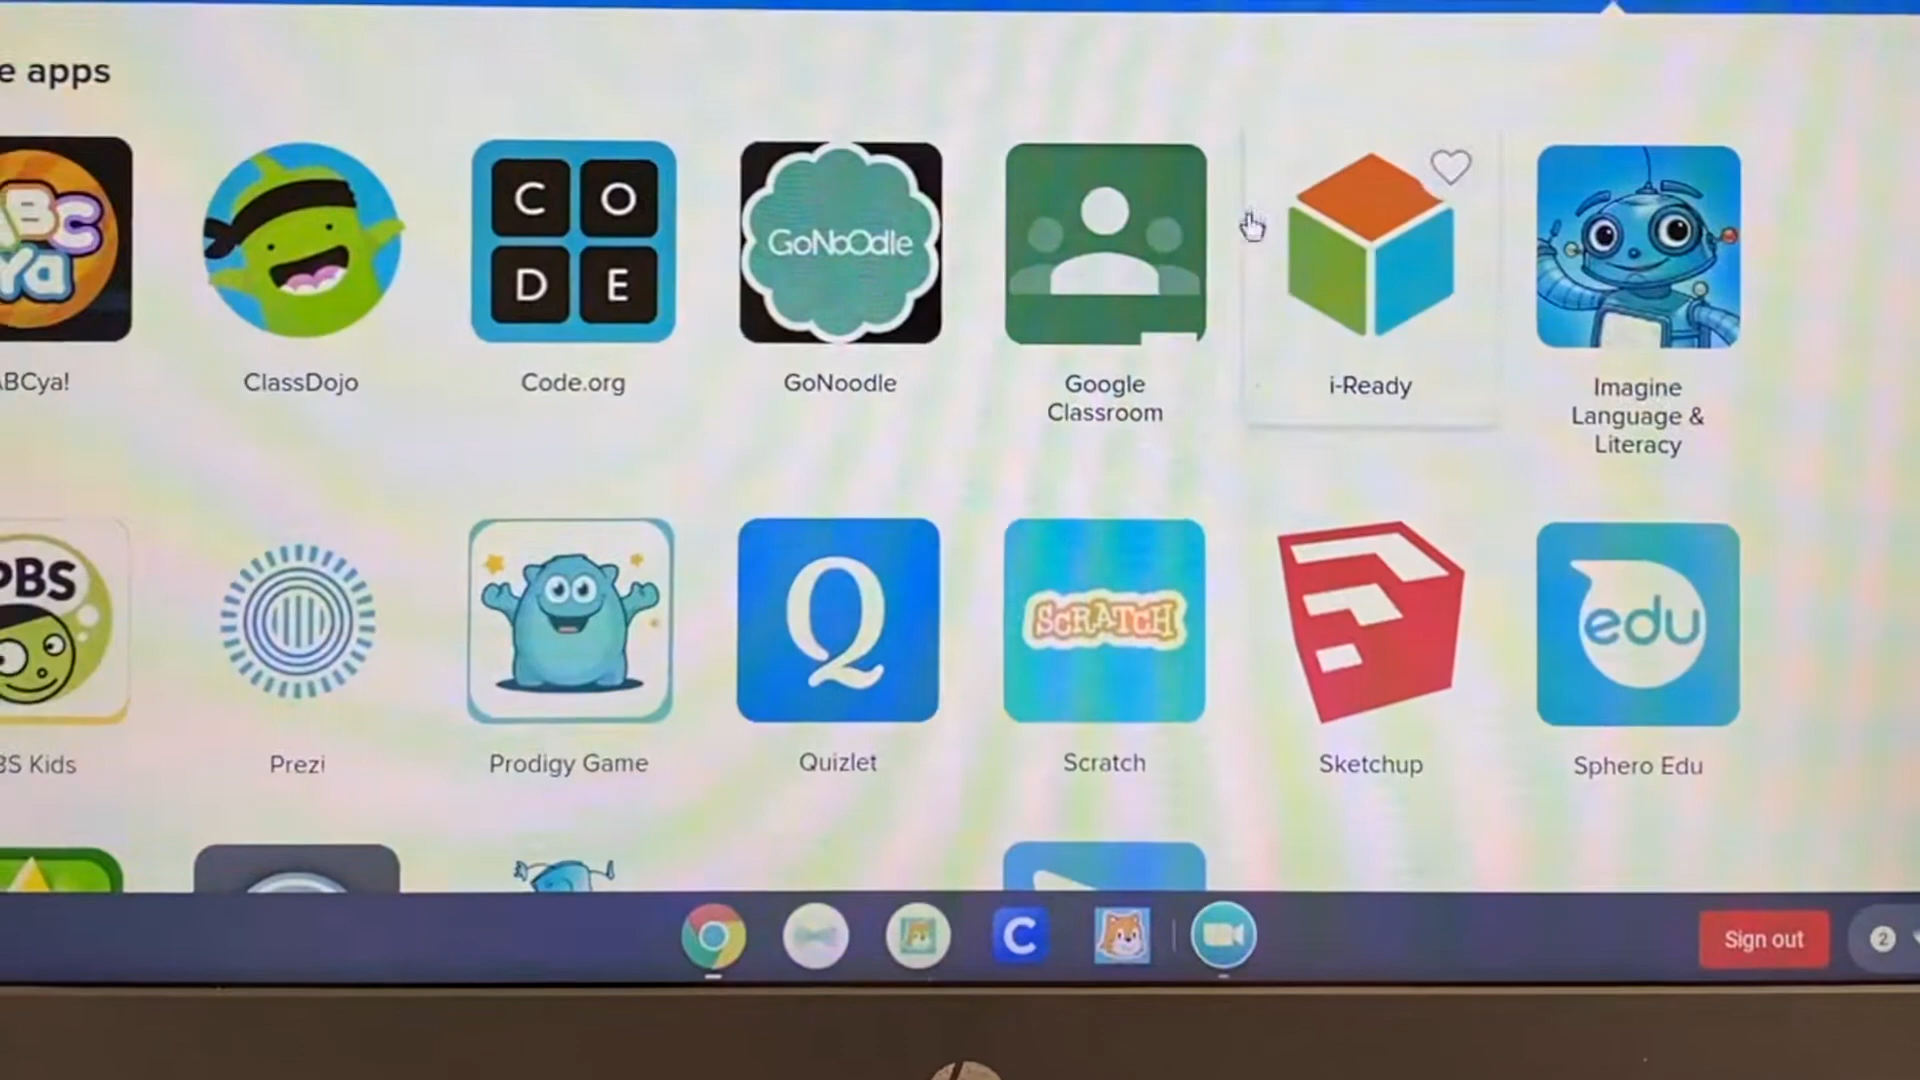 e apps
ABC
Ya
C O
D E
GoNoOdle
ABCya!
ClassDojo
Code.org
GoNoodle
Google
Classroom
i-Ready
Imagine
Language &
Literacy
PBS
Q
SCRATCH
edu
BS Kids
Prezi
Prodigy Game
Quizlet
Scratch
Sketchup
Sphero Edu
C
Sign out
2